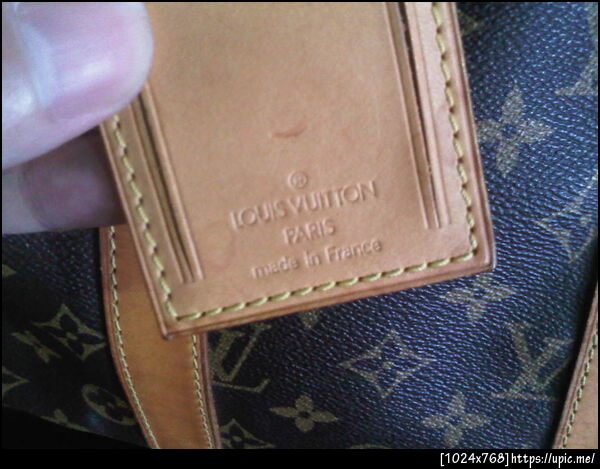 ®
LOUIS VUITTON
PARIS
made in France
[1024x768]https://upic.me/